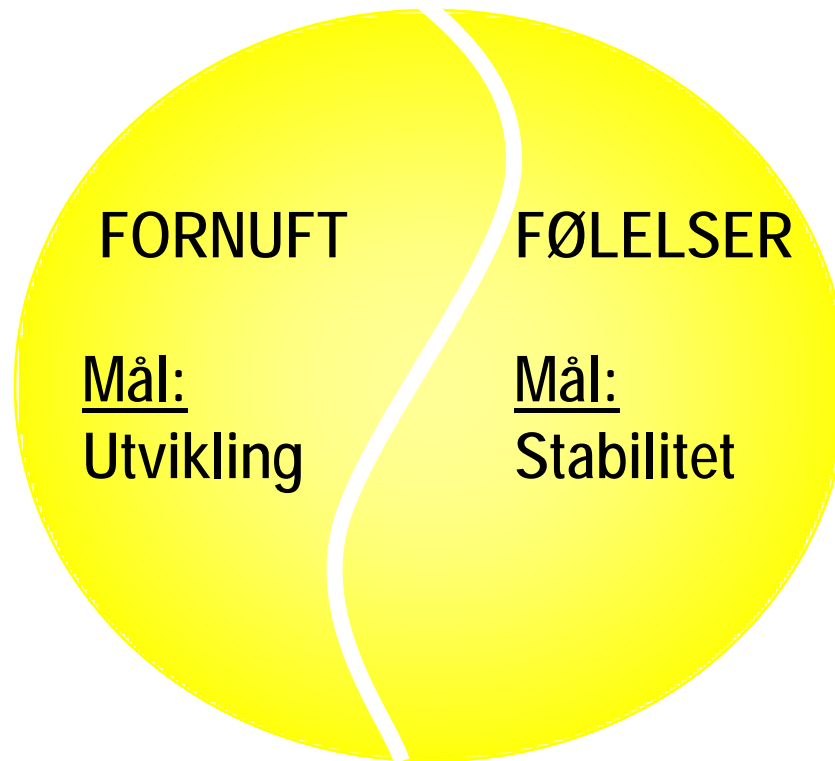 FORNUFT
Mål:
Utvikling
FØLELSER
Mål:
Stabilitet